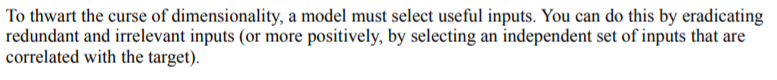 To thwart the curse of dimensionality, a model must select useful inputs. You can do this by eradicating
redundant and irrelevant inputs (or more positively, by selecting an independent set of inputs that are
correlated with the target).